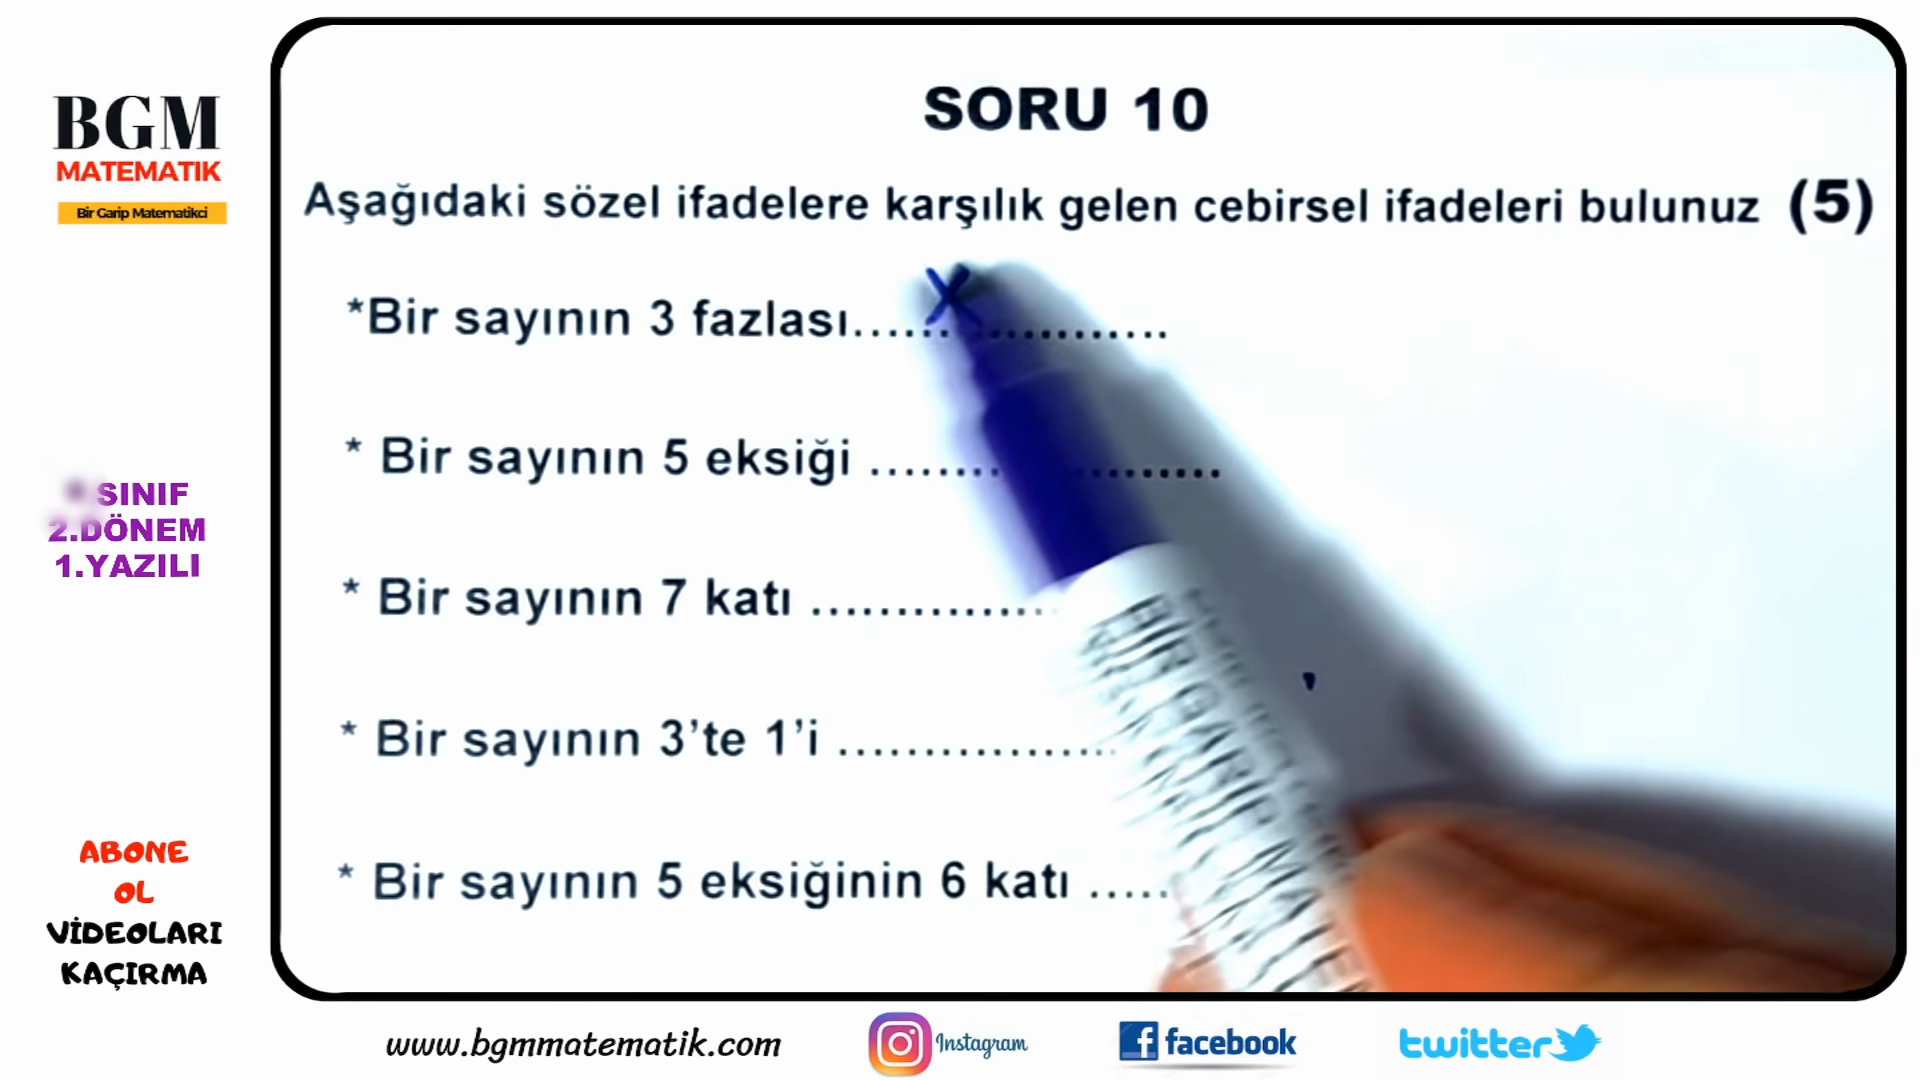 BGM
MATEMATIK
Bir Garip Matematikci
SINIF
2.DÖNEM
1.YAZILI
ABONE
OL
VİDEOLARI
KAÇIRMA
SORU 10
Aşağıdaki sözel ifadelere karşılık gelen cebirsel ifadeleri bulunuz (5)
*Bir sayının 3 fazlası...................... x
* Bir sayının 5 eksiği ........................
* Bir sayının 7 katı ..................
* Bir sayının 3’te 1’i ....................
* Bir sayının 5 eksiğinin 6 katı ......
www.bgmmatematik.com
Instagram
facebook
twitter